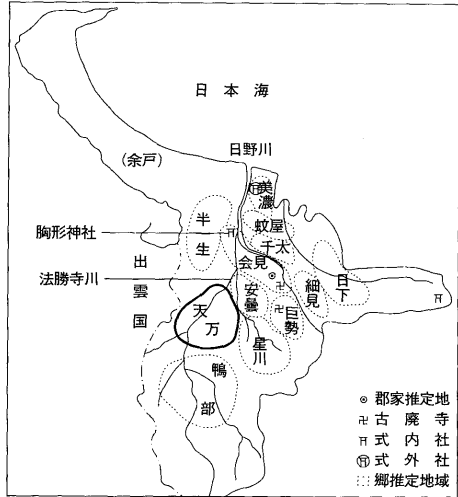 日本海
日野川
(余戸)
美濃
蚊屋
半生
胸形神社
千太
会見
日下
法勝寺川
出雲国
細見
安曇
巨勢
天万
星川
鴨部
郡家推定地
古廃寺
式内社
式外社
郷推定地域